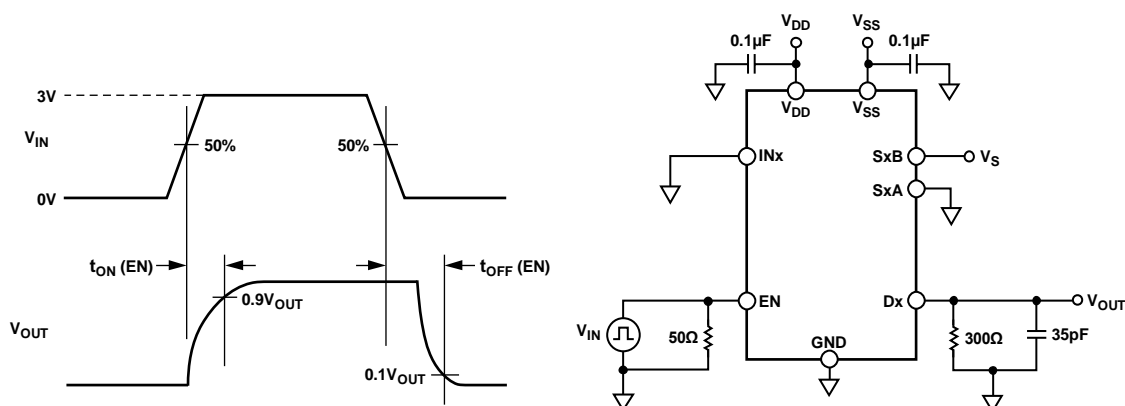 3V
V_IN
50%
50%
0V
t_ON (EN)
t_OFF (EN)
0.9V_OUT
V_OUT
0.1V_OUT
V_DD
V_SS
0.1µF
0.1µF
V_DD
V_SS
INx
SxB
V_S
SxA
EN
Dx
V_OUT
V_IN
50Ω
GND
300Ω
35pF